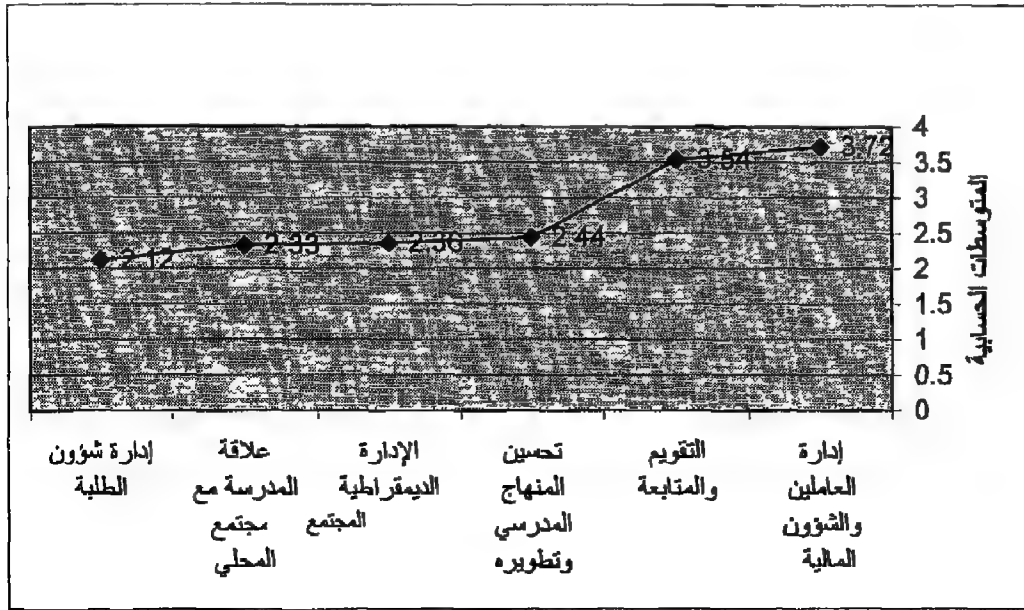 4
3.5
3
2.5
2
1.5
1
0.5
0
المتوسطات الحسابية
3.72
3.54
2.44
2.36
2.33
2.12
إدارة
العاملين
والشؤون
المالية
التقويم
والمتابعة
تحسين
المنهاج
المدرسي
وتطويره
الإدارة
الديمقراطية
المجتمع
علاقة
المدرسة مع
مجتمع
المحلي
إدارة شؤون
الطلبة